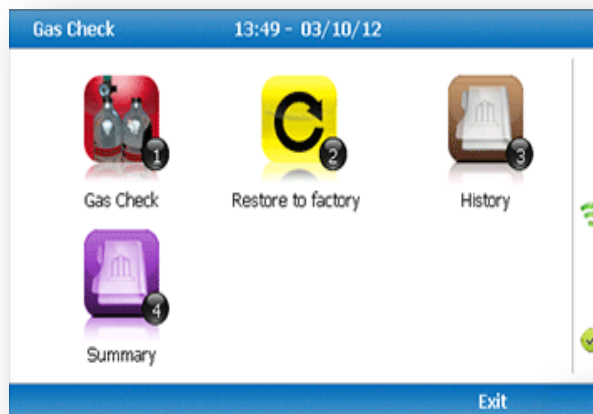 Gas Check 13:49 - 03/10/12
1 2 3
Gas Check Restore to factory History
4
Summary
Exit